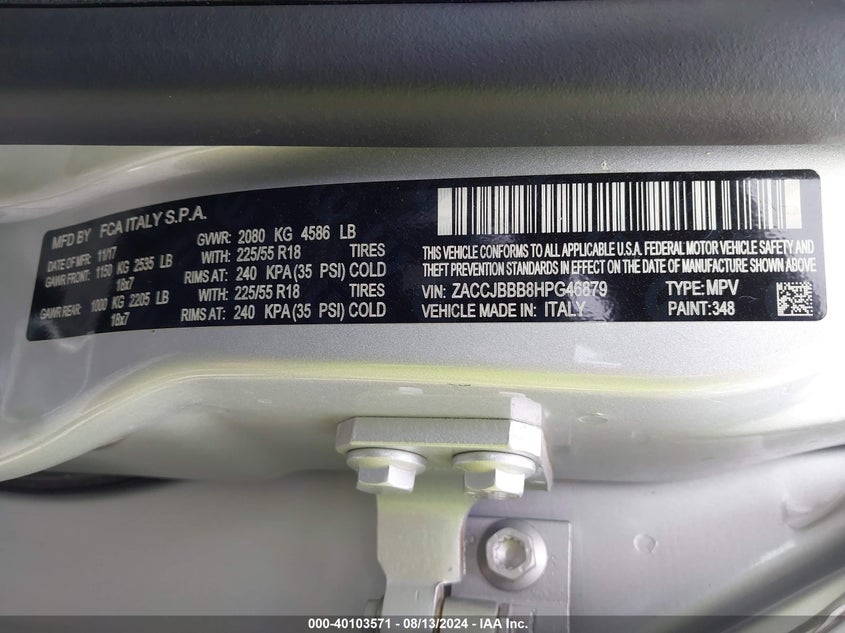 MFD BY FCA ITALY S.P.A.
DATE OF MFR: 11/17 GVWR: 2080 KG 4586 LB
GAWR FRONT: 1150 KG 2535 LB WITH: 225/55 R18 TIRES
18x7 RIMS AT: 240 KPA (35 PSI) COLD
GAWR REAR: 1000 KG 2205 LB WITH: 225/55 R18 TIRES
18x7 RIMS AT: 240 KPA (35 PSI) COLD
THIS VEHICLE CONFORMS TO ALL APPLICABLE U.S.A. FEDERAL MOTOR VEHICLE SAFETY AND
THEFT PREVENTION STANDARDS IN EFFECT ON THE DATE OF MANUFACTURE SHOWN ABOVE.
VIN: ZACCJBBB8HPG46879 TYPE: MPV
VEHICLE MADE IN: ITALY PAINT: 348
000-40103571 - 08/13/2024 - IAA Inc.